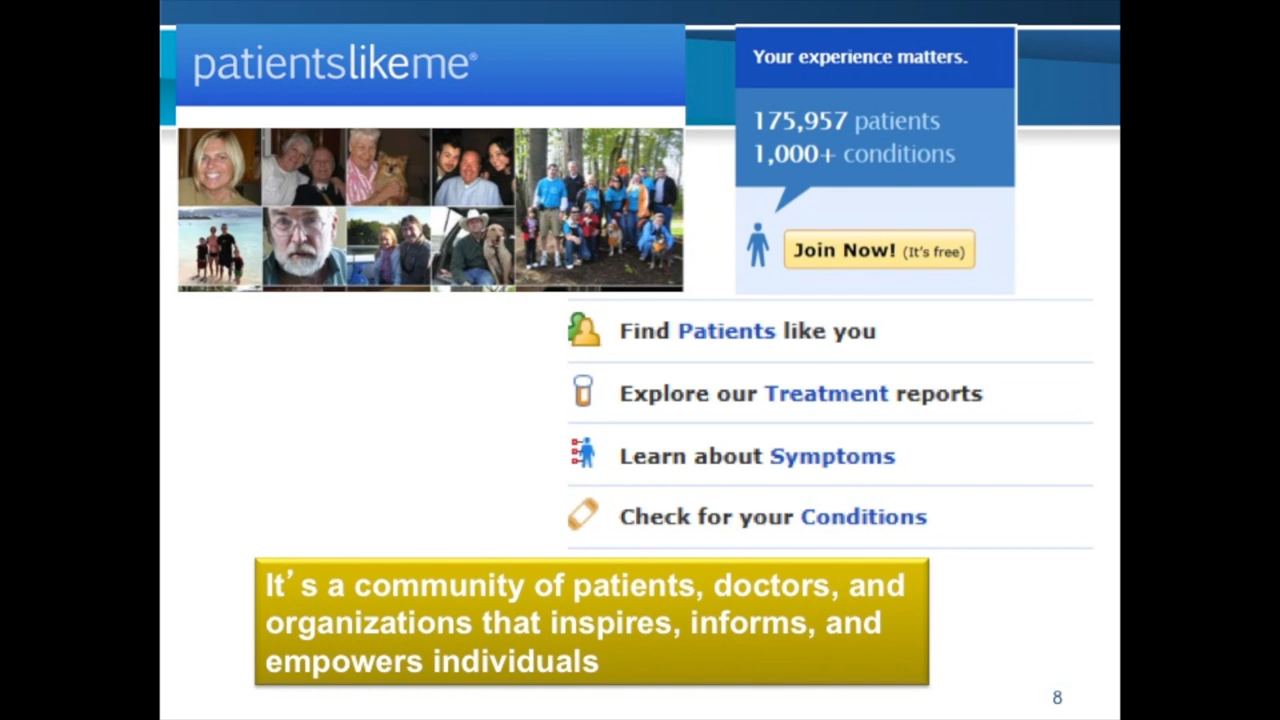 patientslikeme®
Your experience matters.
175,957 patients
1,000+ conditions
Join Now! (It's free)
Find Patients like you
Explore our Treatment reports
Learn about Symptoms
Check for your Conditions
It's a community of patients, doctors, and
organizations that inspires, informs, and
empowers individuals
8